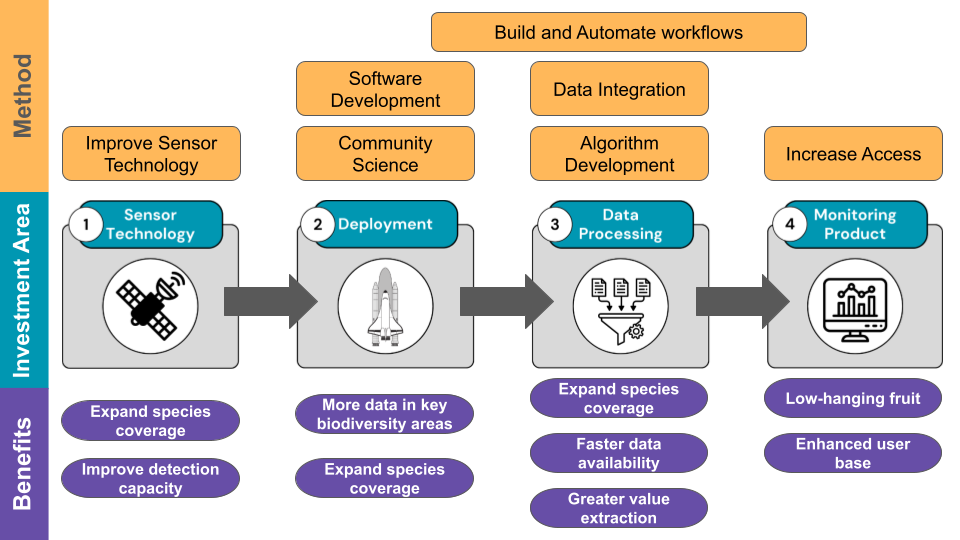 Method
Build and Automate workflows
Software
Development
Data Integration
Improve Sensor
Technology
Community
Science
Algorithm
Development
Increase Access
Investment Area
1
Sensor
Technology
2
Deployment
3
Data
Processing
4
Monitoring
Product
Benefits
Expand species
coverage
Improve detection
capacity
More data in key
biodiversity areas
Expand species
coverage
Expand species
coverage
Faster data
availability
Greater value
extraction
Low-hanging fruit
Enhanced user
base